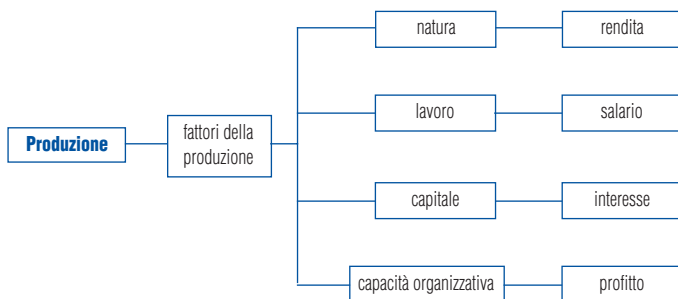 natura
rendita
lavoro
salario
Produzione
fattori della
produzione
capitale
interesse
capacità organizzativa
profitto